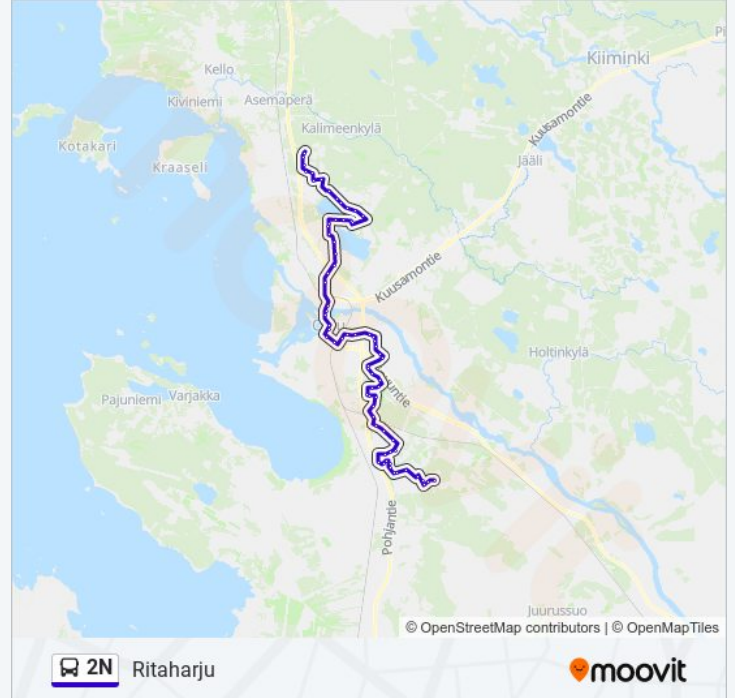 Pi
Kiiminki
Kello
Kiviniemi
Asemaperä
Kuusamontie
Kalimeenkylä
Kotakari
Kraaseli
Jääli
Kuusamontie
Holtinkylä
Pajuniemi
Varjakka
Pohjantie
Juurussuo
© OpenStreetMap contributors | © OpenMapTiles
2N Ritaharju
moovit